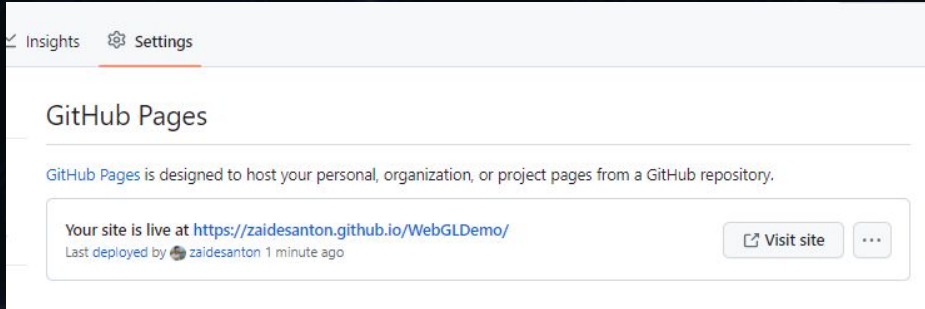 Insights Settings
GitHub Pages
GitHub Pages is designed to host your personal, organization, or project pages from a GitHub repository.
Your site is live at https://zaidesanton.github.io/WebGLDemo/
Visit site ...
Last deployed by zaidesanton 1 minute ago